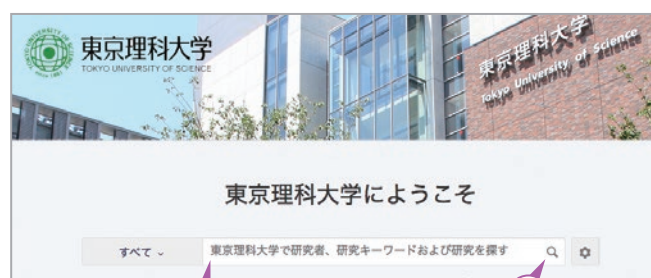 東京理科大学
TOKYO UNIVERSITY OF SCIENCE
東京理科大学
Tokyo University of Science
東京理科大学にようこそ
すべて
東京理科大学で研究者、研究キーワードおよび研究を探す